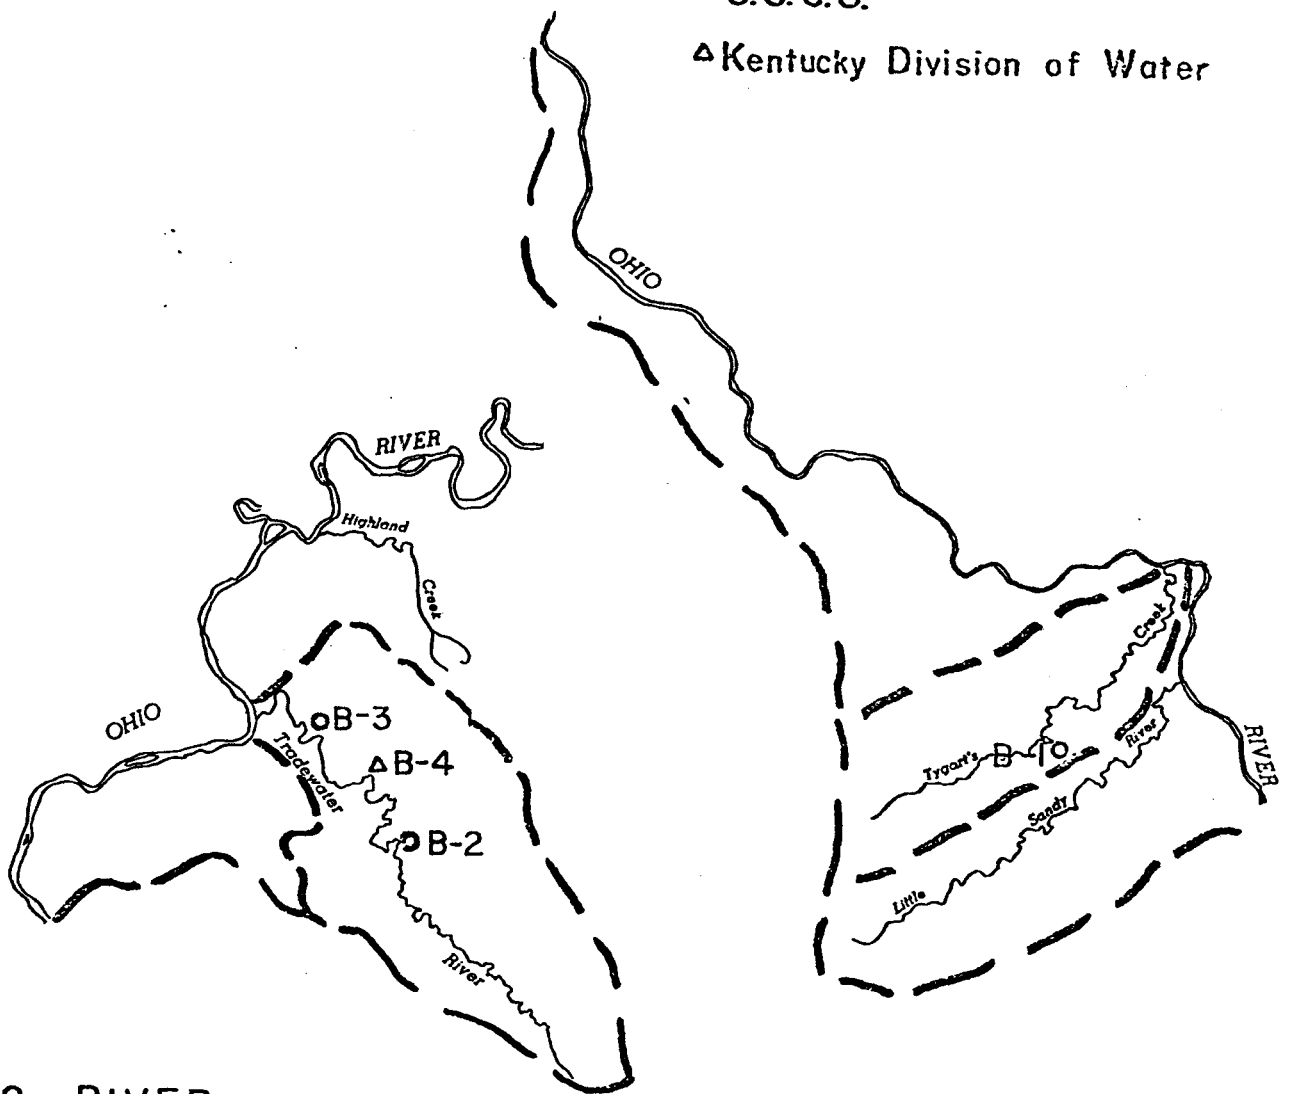 △ Kentucky Division of Water
OHIO
RIVER
Highland
Creek
Creek
OHIO
B-3
Tradewater
B-4
River
RIVER
Tygart's
B-10
Sandy
B-2
Little
River
RIVER